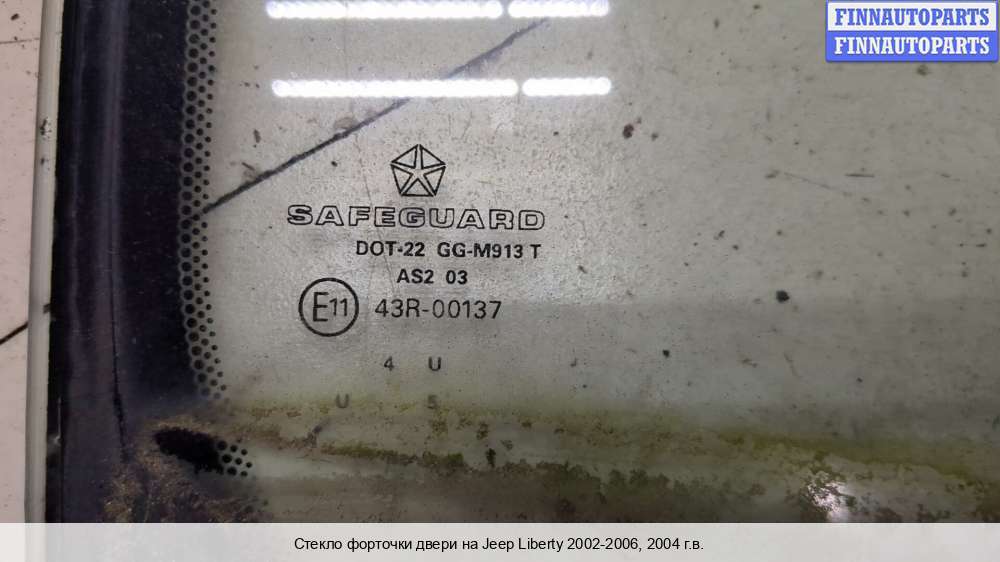 FINNAUTOPARTS
FINNAUTOPARTS
SAFEGUARD
DOT-22 GG-M913 T
AS2 03
E11 43R-00137
4 U J
U 5
Стекло форточки двери на Jeep Liberty 2002-2006, 2004 г.в.